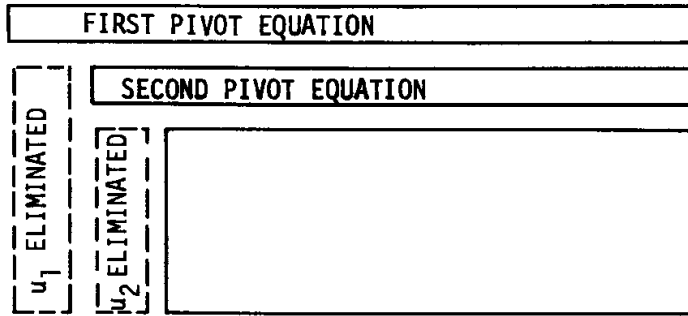 FIRST PIVOT EQUATION
SECOND PIVOT EQUATION
u₁ ELIMINATED
u₂ ELIMINATED